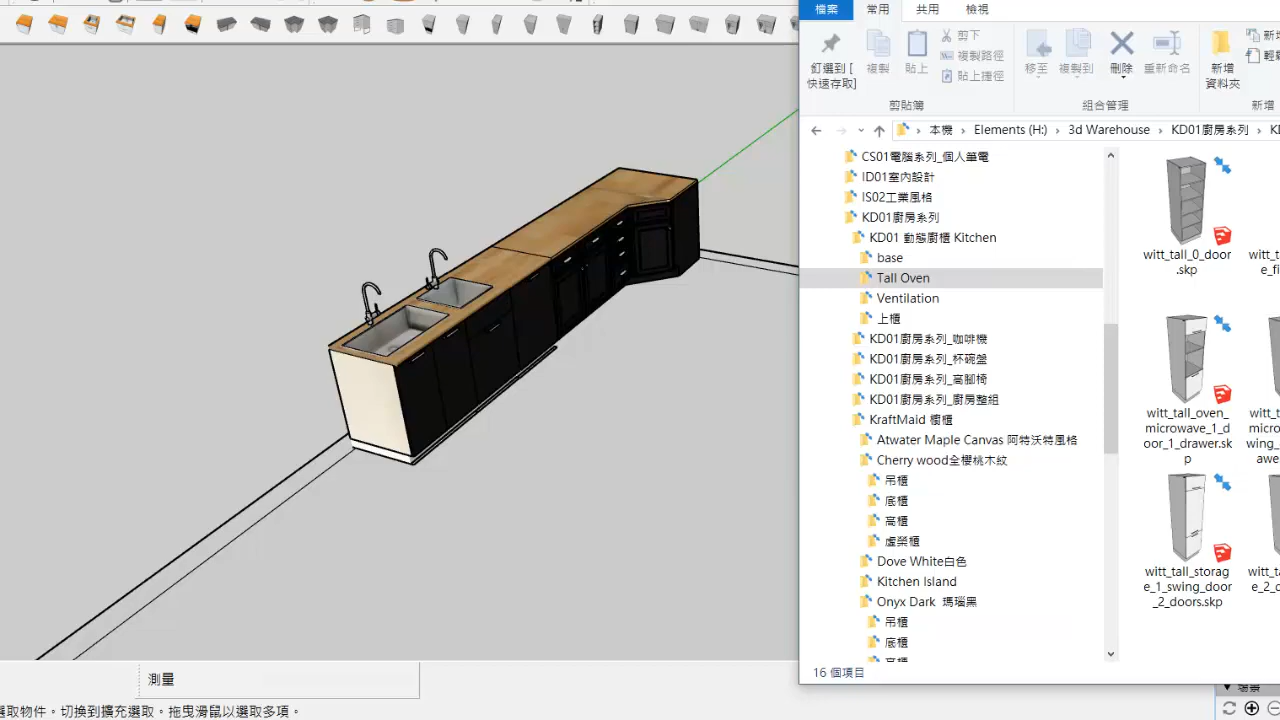 檔案
常用
共用
檢視
釘選到 [
快速存取]
複製
貼上
剪下
複製路徑
貼上捷徑
剪貼簿
移至
複製到
刪除
重新命名
組合管理
新增
資料夾
新增
本機 › Elements (H:) › 3d Warehouse › KD01廚房系列 ›
CS01電腦系列_個人筆電
ID01室內設計
IS02工業風格
KD01廚房系列
KD01 動態廚櫃 Kitchen
base
Tall Oven
Ventilation
上櫃
KD01廚房系列_咖啡機
KD01廚房系列_杯碗盤
KD01廚房系列_高腳椅
KD01廚房系列_廚房整組
KraftMaid 櫥櫃
Atwater Maple Canvas 阿特沃特風格
Cherry wood全櫻桃木紋
吊櫃
底櫃
高櫃
虛榮櫃
Dove White白色
Kitchen Island
Onyx Dark 瑪瑙黑
吊櫃
底櫃
高櫃
16 個項目
witt_tall_0_door
.skp
witt_tall_oven_
microwave_1_d
oor_1_drawer.sk
p
witt_tall_storag
e_1_swing_door
_2_doors.skp
測量
選取物件。切換到擴充選取。拖曳滑鼠以選取多項。